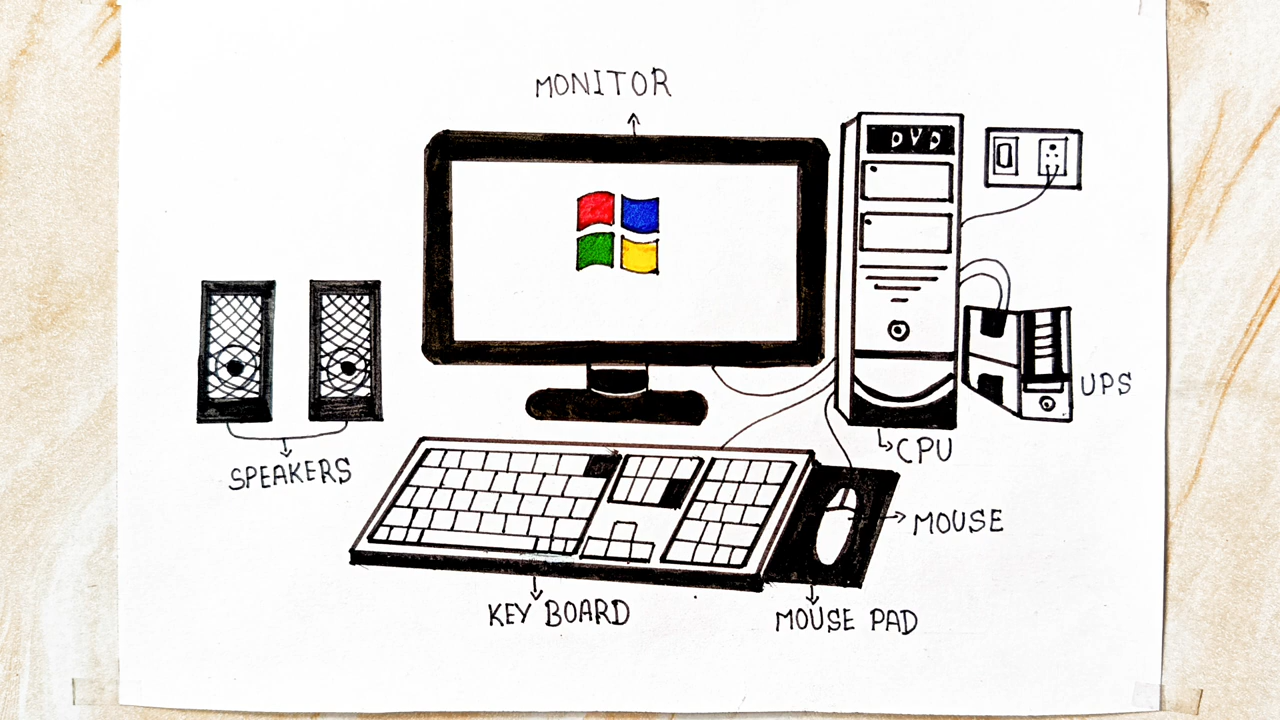 MONITOR
DVD
UPS
CPU
SPEAKERS
MOUSE
KEY BOARD
MOUSE PAD